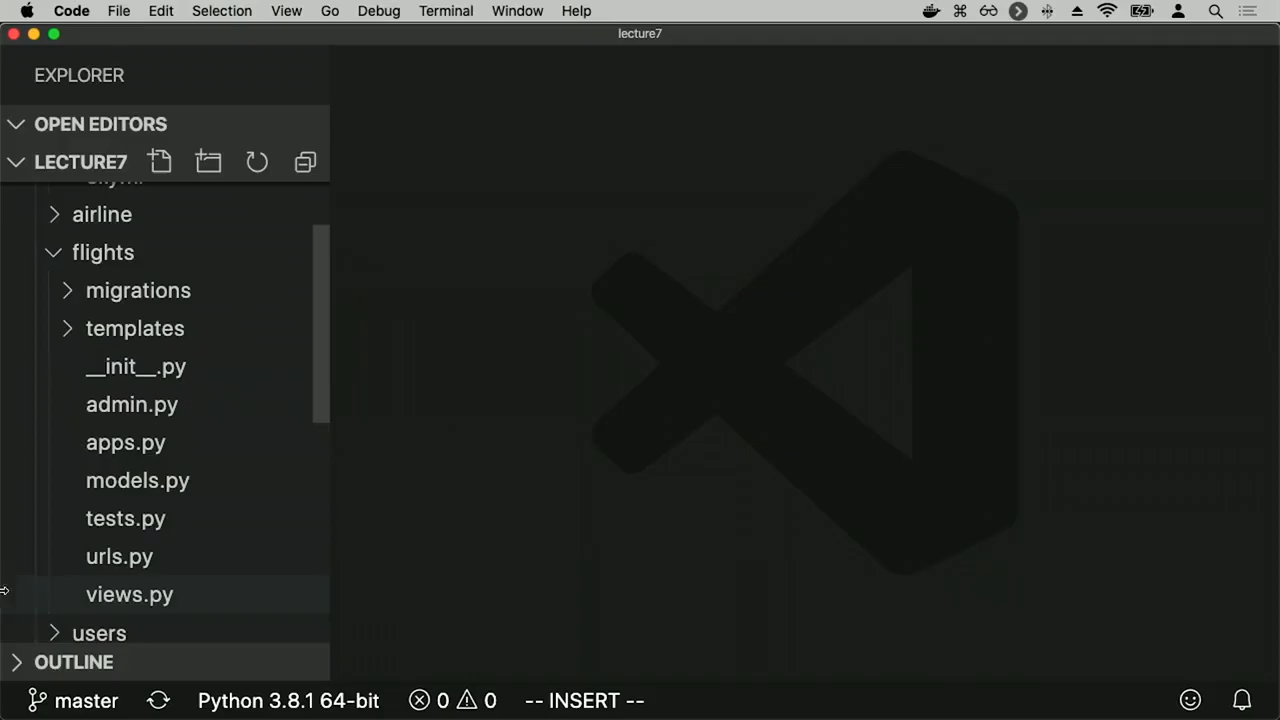 Code File Edit Selection View Go Debug Terminal Window Help
lecture7
EXPLORER
OPEN EDITORS
LECTURE7
airline
flights
migrations
templates
__init__.py
admin.py
apps.py
models.py
tests.py
urls.py
views.py
users
OUTLINE
master Python 3.8.1 64-bit 0 0 -- INSERT --